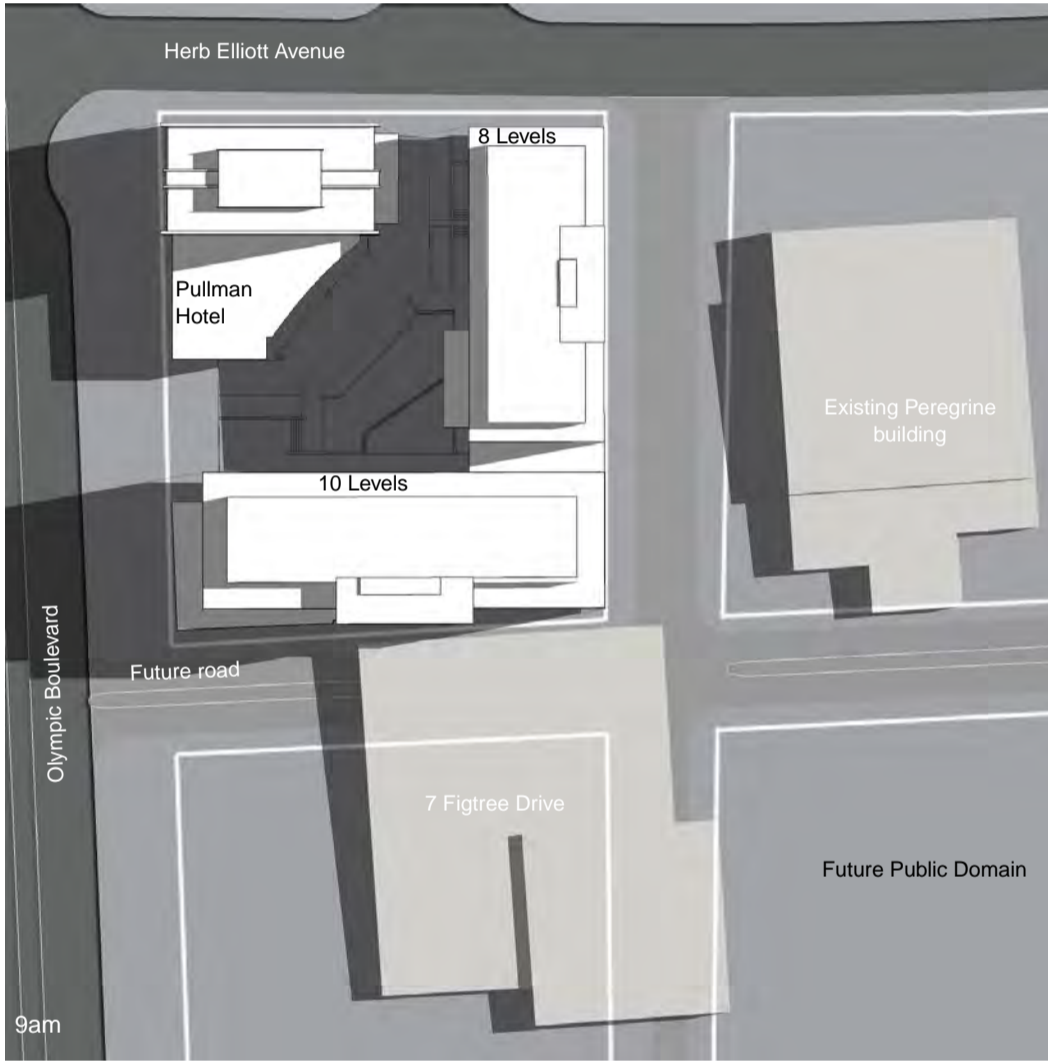 Herb Elliott Avenue
8 Levels
Pullman
Hotel
Existing Peregrine
building
10 Levels
Future road
Olympic Boulevard
7 Figtree Drive
Future Public Domain
9am